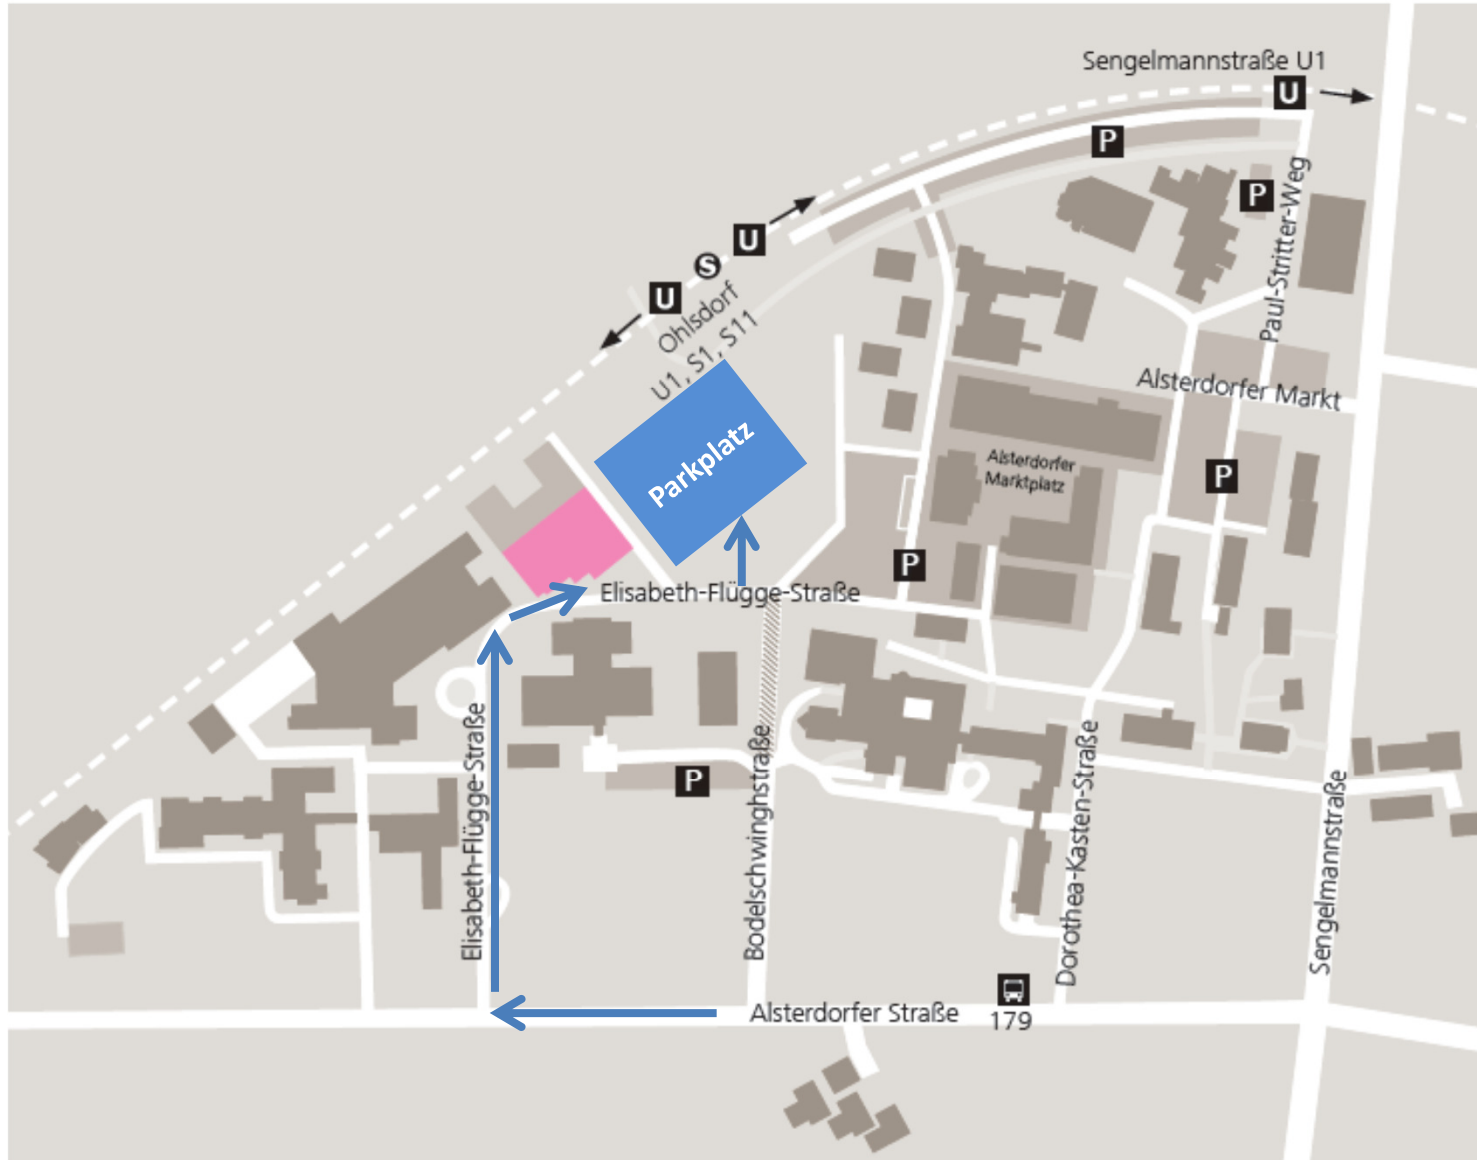 Sengelmannstraße U1
U
P
P
Paul-Stritter-Weg
U
S
U
Ohlsdorf
U1, S1, S11
Alsterdorfer Markt
Parkplatz
Alsterdorfer
Marktplatz
P
P
Elisabeth-Flügge-Straße
Elisabeth-Flügge-Straße
P
Bodelschwinghstraße
Dorothea-Kasten-Straße
Sengelmannstraße
Alsterdorfer Straße
179